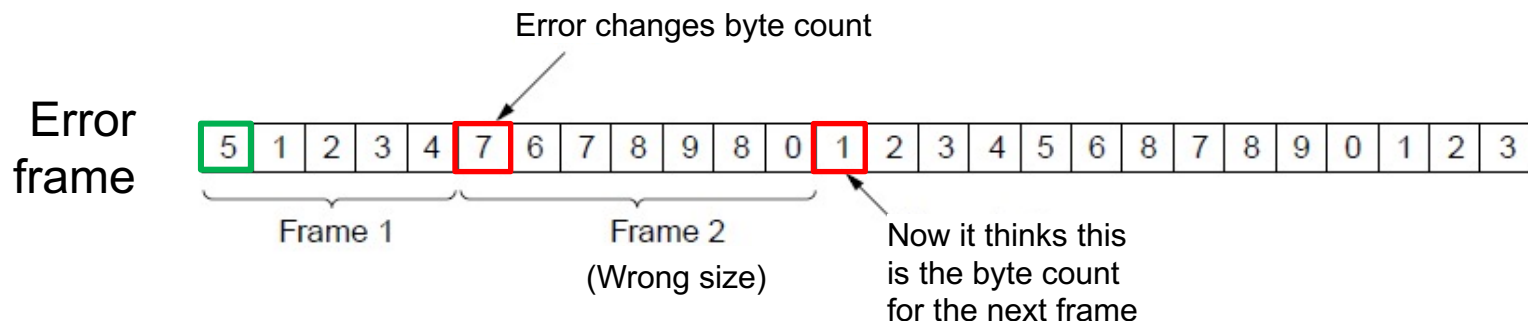 Error changes byte count
Error
frame
5 1 2 3 4 7 6 7 8 9 8 0 1 2 3 4 5 6 8 7 8 9 0 1 2 3
Frame 1
Frame 2
(Wrong size)
Now it thinks this
is the byte count
for the next frame